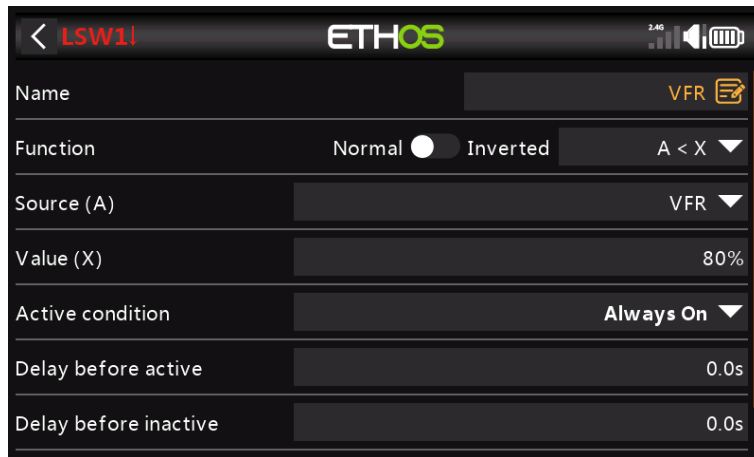 LSW1↓ ETHOS 2.4G
Name VFR
Function Normal Inverted A < X
Source (A) VFR
Value (X) 80%
Active condition Always On
Delay before active 0.0s
Delay before inactive 0.0s